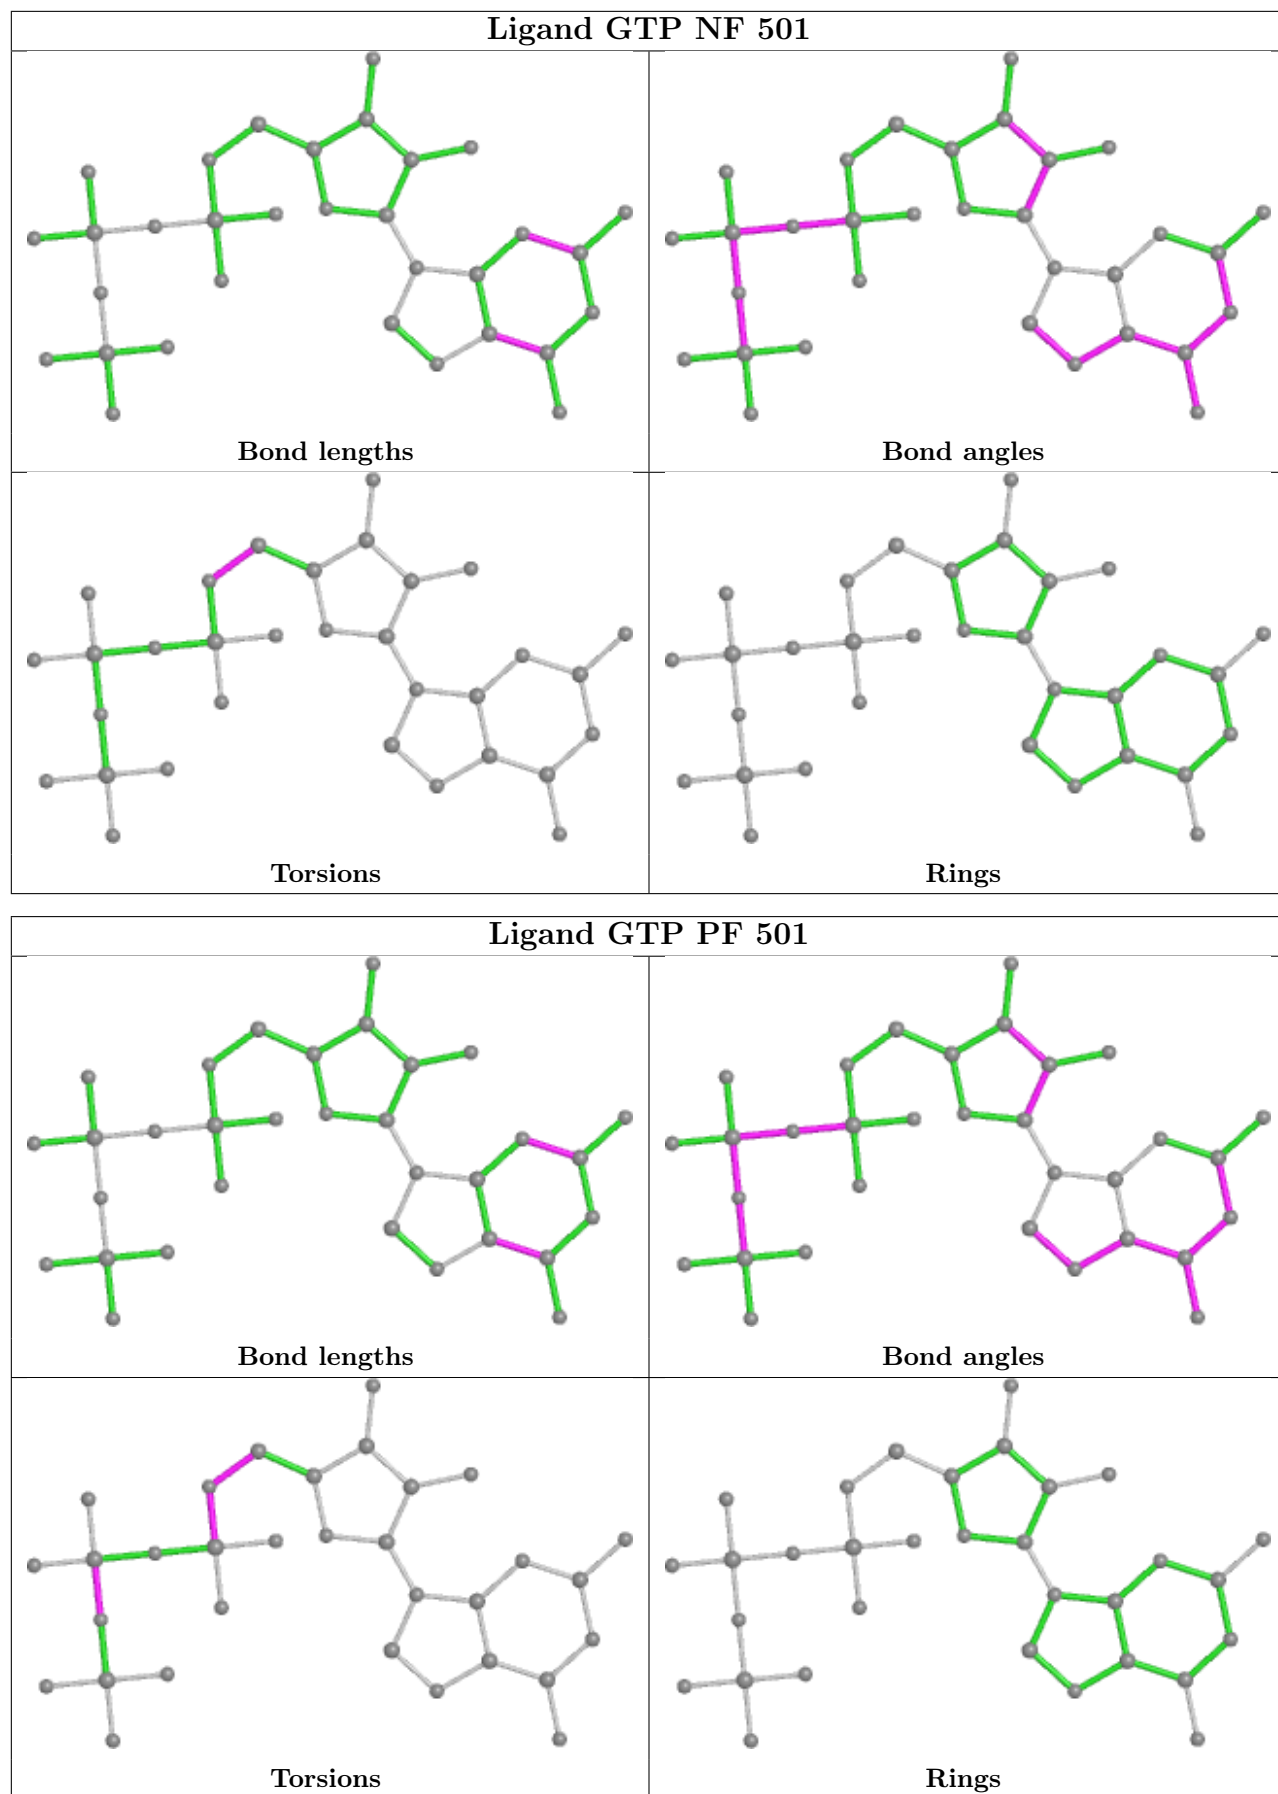 Ligand GTP NF 501
Bond lengths
Bond angles
Torsions
Rings
Ligand GTP PF 501
Bond lengths
Bond angles
Torsions
Rings